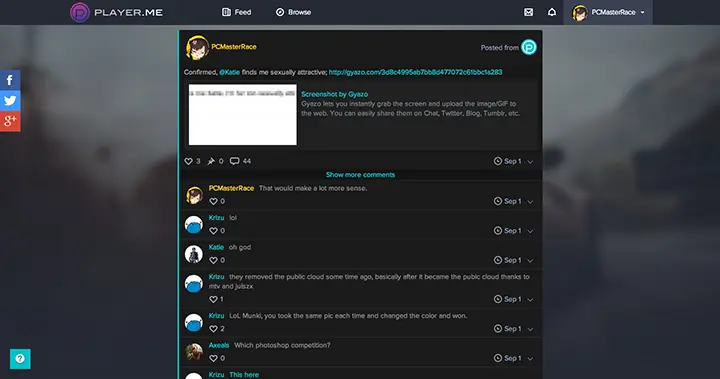 PLAYER.ME
Feed
Browse
PCMasterRace
PCMasterRace
Posted from
Confirmed, @Katie finds me sexually attractive; http://gyazo.com/3d8c4995ab7bb8d477072c61bbc1a283
Screenshot by Gyazo
Gyazo lets you instantly grab the screen and upload the image/GIF to
the web. You can easily share them on Chat, Twitter, Blog, Tumblr, etc.
3 0 44 Sep 1
Show more comments
PCMasterRace That would make a lot more sense.
0 Sep 1
Krizu lol
0 Sep 1
Katie oh god
0 Sep 1
Krizu they removed the public cloud some time ago, basically after it became the pubic cloud thanks to
mtv and julszx
1 Sep 1
Krizu LoL Munki, you took the same pic each time and changed the color and won.
2 Sep 1
Axeals Which photoshop competition?
0 Sep 1
Krizu This here
f
g+
?